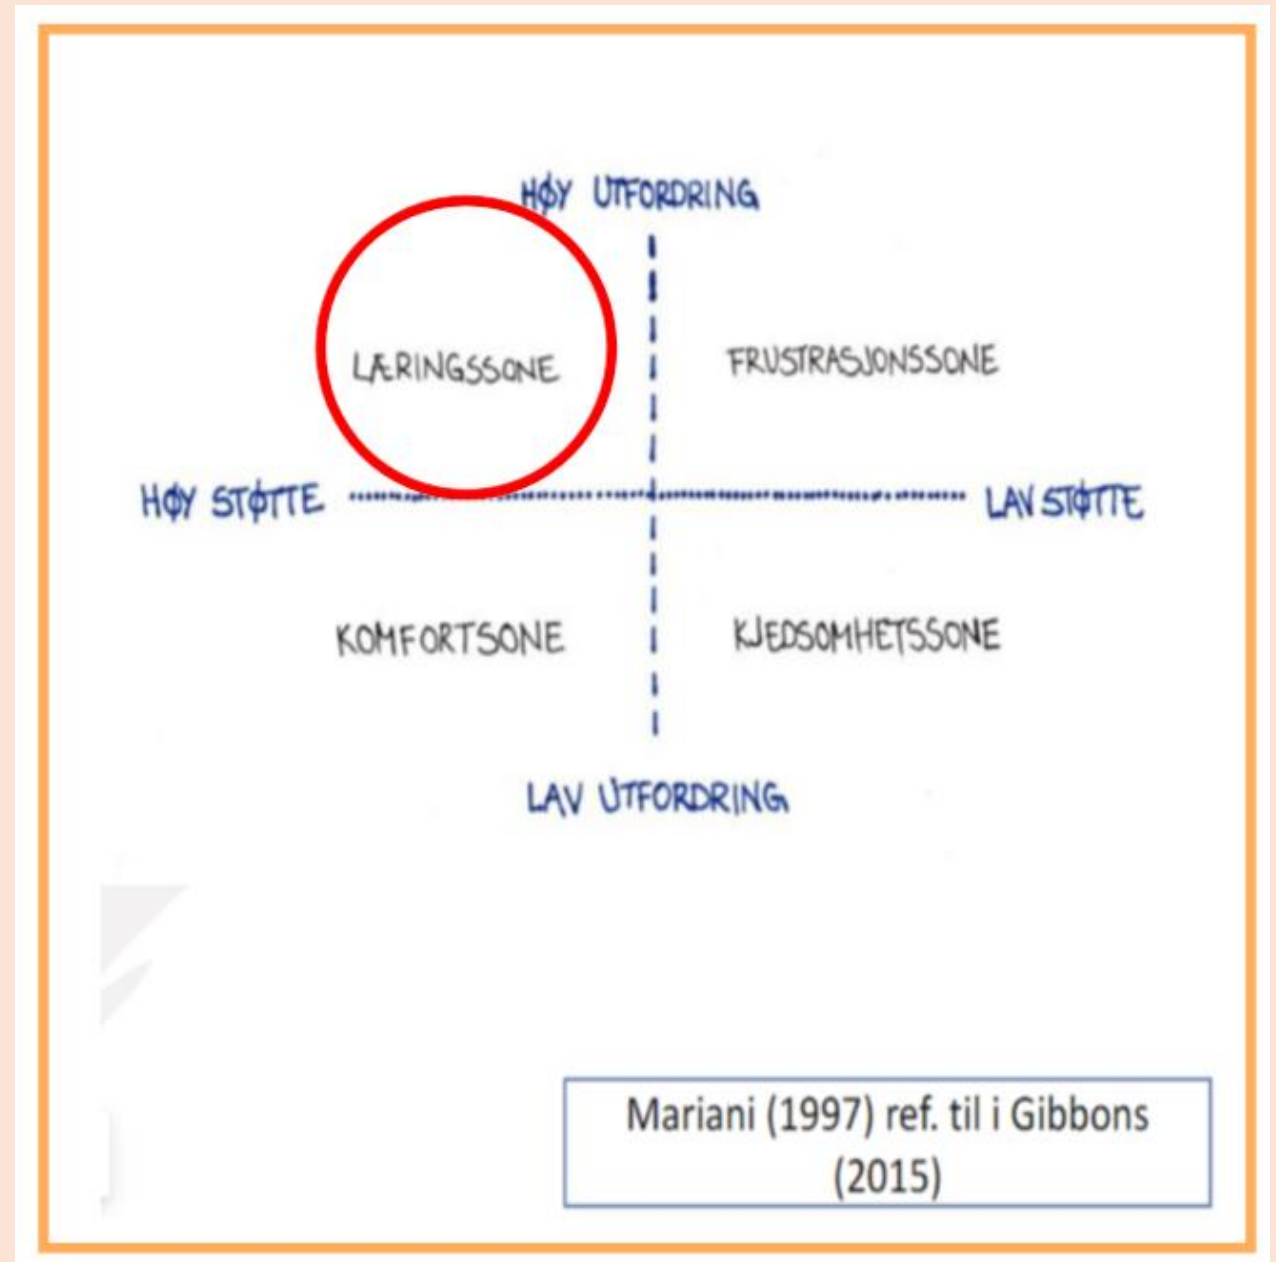 HØY UTFORDRING
LÆRINGSSONE
FRUSTRASJONSSONE
HØY STØTTE
LAV STØTTE
KOMFORTSONE
KJEDSOMHETSSONE
LAV UTFORDRING
Mariani (1997) ref. til i Gibbons
(2015)